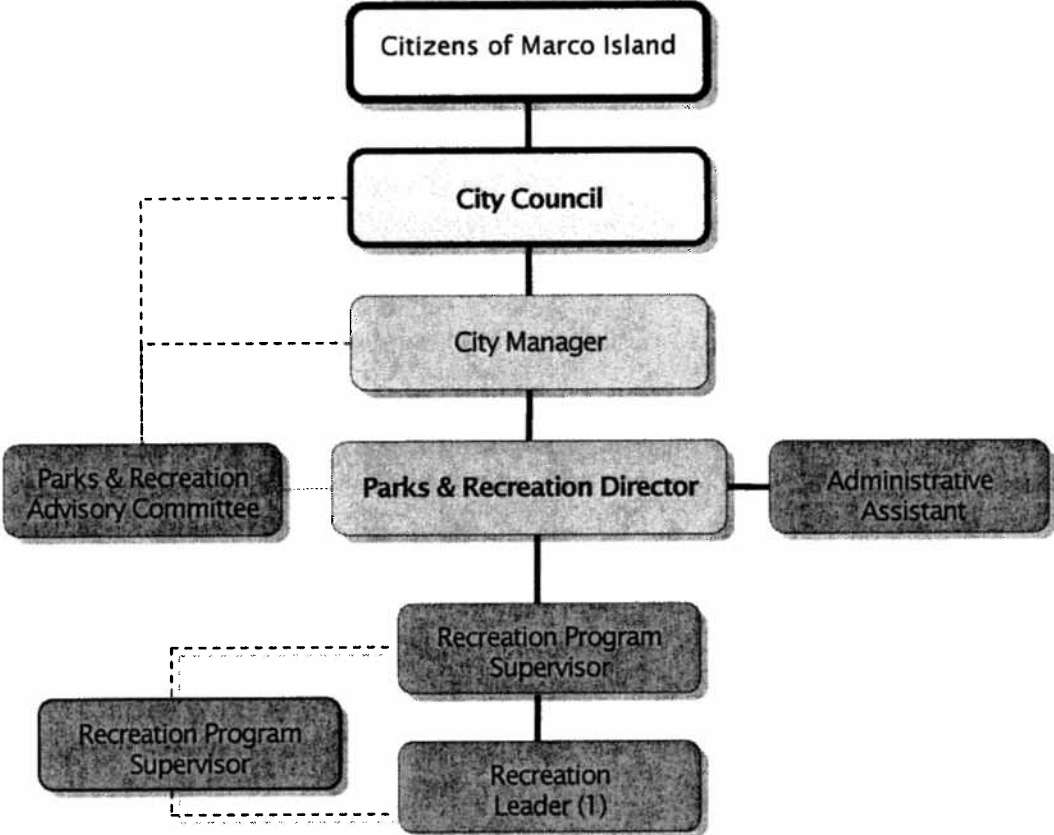 Citizens of Marco Island
City Council
City Manager
Parks & Recreation
Advisory Committee
Parks & Recreation Director
Administrative
Assistant
Recreation Program
Supervisor
Recreation Program
Supervisor
Recreation
Leader (1)